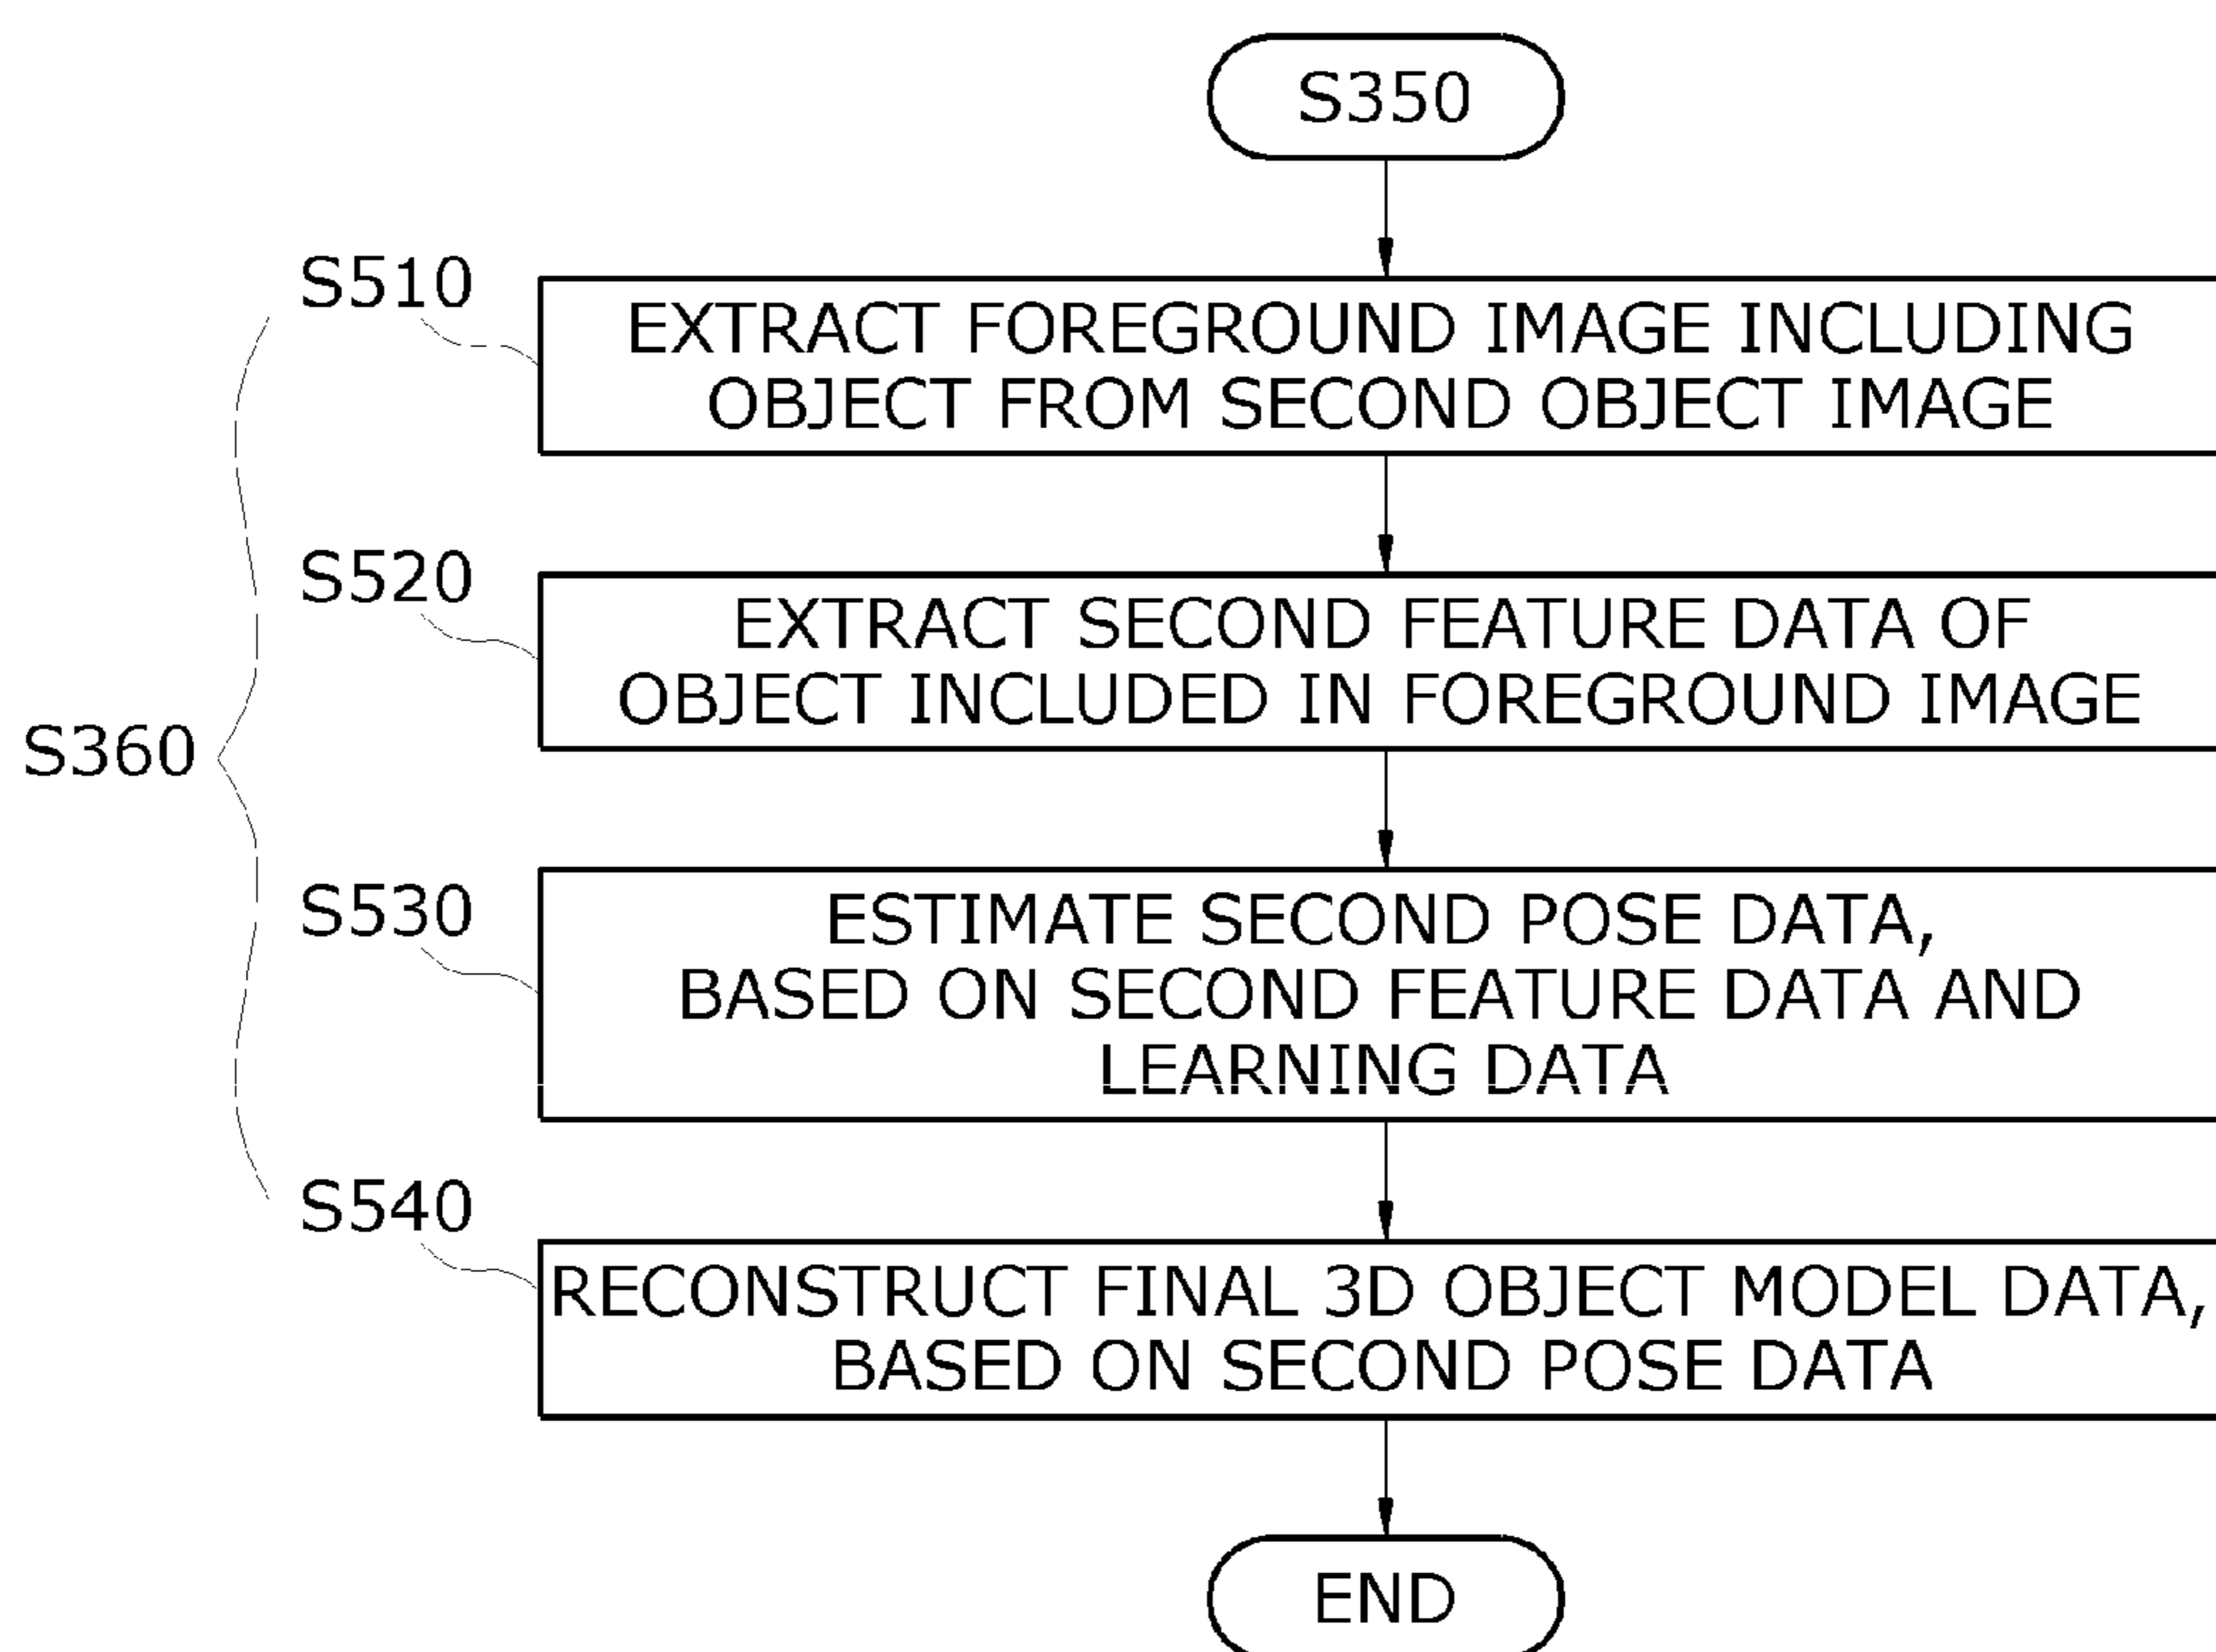 S350
S510
EXTRACT FOREGROUND IMAGE INCLUDING
OBJECT FROM SECOND OBJECT IMAGE
S520
EXTRACT SECOND FEATURE DATA OF
OBJECT INCLUDED IN FOREGROUND IMAGE
S360
S530
ESTIMATE SECOND POSE DATA,
BASED ON SECOND FEATURE DATA AND
LEARNING DATA
S540
RECONSTRUCT FINAL 3D OBJECT MODEL DATA,
BASED ON SECOND POSE DATA
END